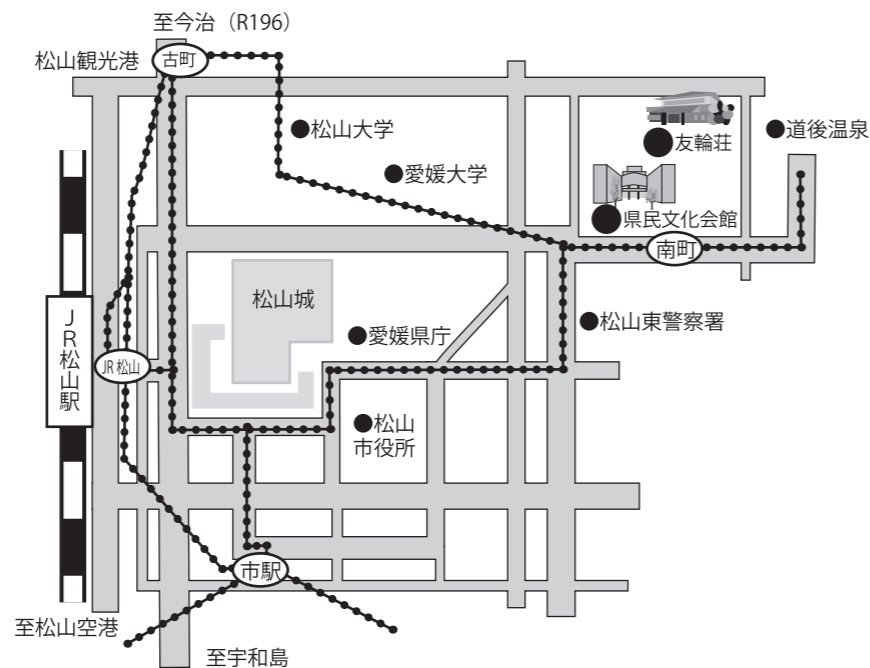 至今治（R196）
松山観光港
古町
●松山大学
●愛媛大学
●友輪荘
●道後温泉
●県民文化会館
南町
松山城
●愛媛県庁
●松山東警察署
JR松山駅
JR松山
●松山
市役所
市駅
至松山空港
至宇和島